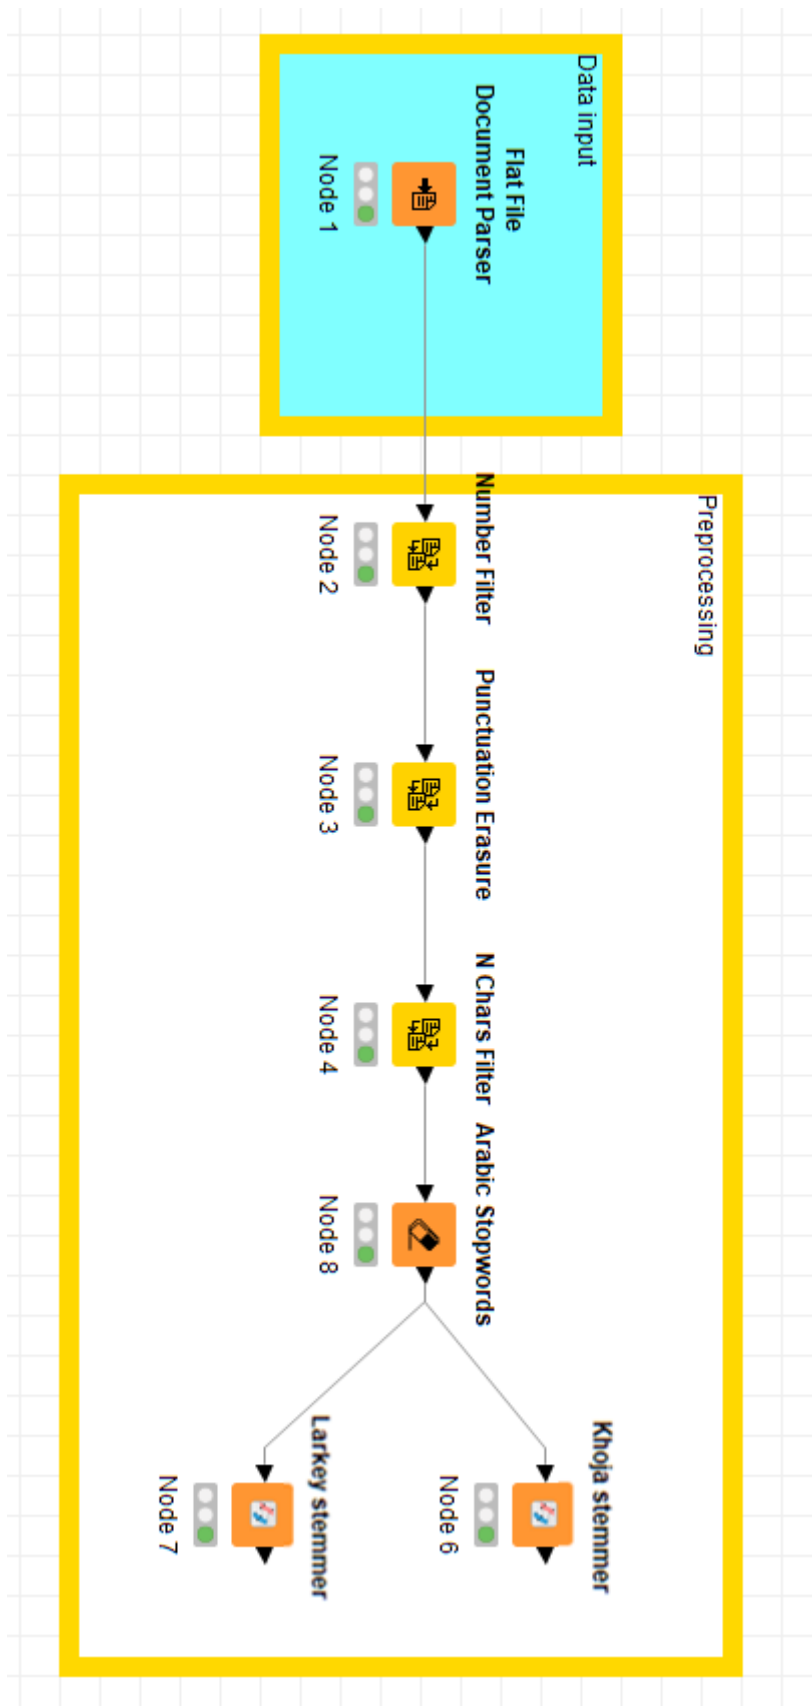 Data input
Flat File
Document Parser
Node 1
Preprocessing
Number Filter
Node 2
Punctuation Erasure
Node 3
N Chars Filter
Node 4
Arabic Stopwords
Node 8
Khoja stemmer
Node 6
Larkey stemmer
Node 7